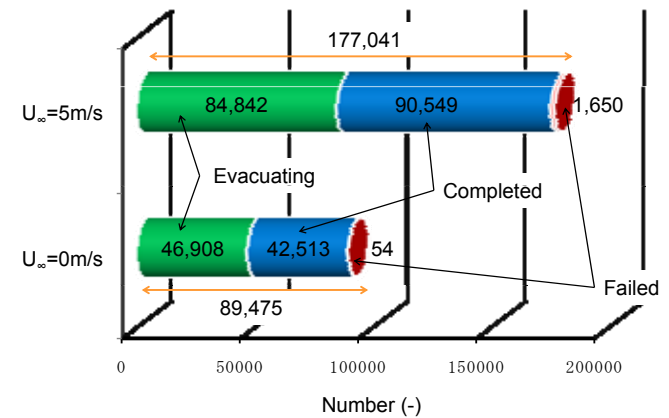 177,041
U∞=5m/s
84,842
90,549
1,650
Evacuating
Completed
U∞=0m/s
46,908
42,513
54
Failed
89,475
0
50000
100000
150000
200000
Number (-)